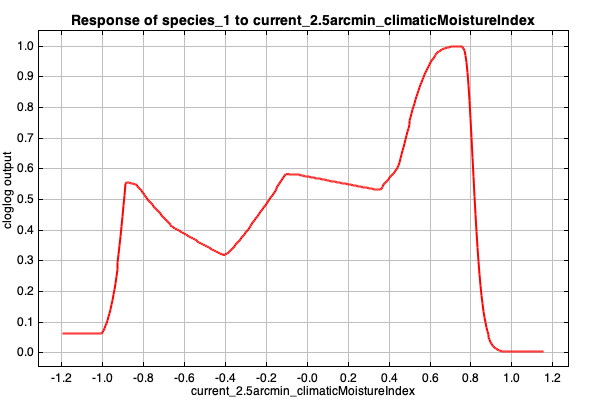 Response of species_1 to current_2.5arcmin_climaticMoistureIndex
1.0
0.9
0.8
0.7
0.6
0.5
0.4
0.3
0.2
0.1
0.0
cloglog output
-1.2 -1.0 -0.8 -0.6 -0.4 -0.2 -0.0 0.2 0.4 0.6 0.8 1.0 1.2
current_2.5arcmin_climaticMoistureIndex